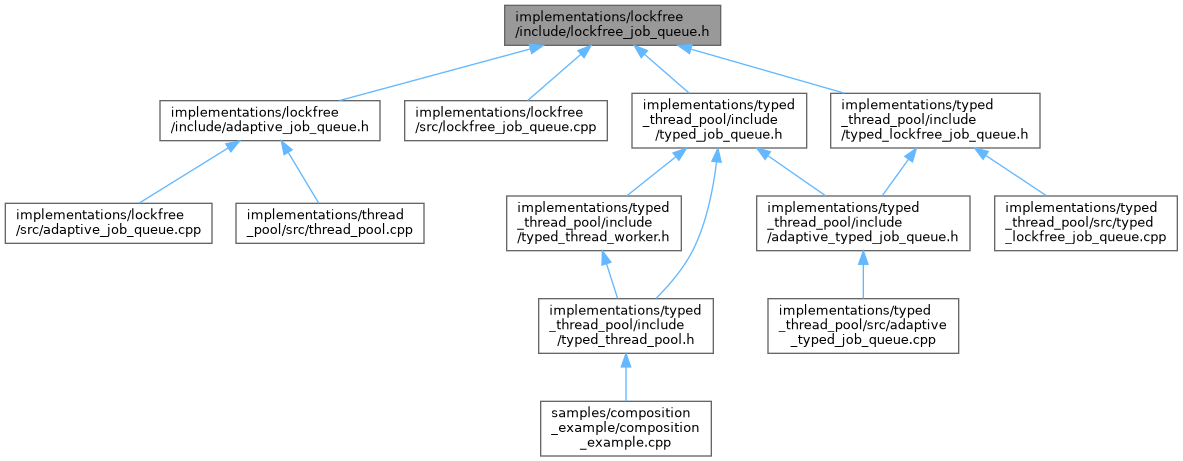 implementations/lockfree
/include/lockfree_job_queue.h
implementations/lockfree
/include/adaptive_job_queue.h
implementations/lockfree
/src/lockfree_job_queue.cpp
implementations/typed
_thread_pool/include
/typed_job_queue.h
implementations/typed
_thread_pool/include
/typed_lockfree_job_queue.h
implementations/lockfree
/src/adaptive_job_queue.cpp
implementations/thread
_pool/src/thread_pool.cpp
implementations/typed
_thread_pool/include
/typed_thread_worker.h
implementations/typed
_thread_pool/include
/adaptive_typed_job_queue.h
implementations/typed
_thread_pool/src/typed
_lockfree_job_queue.cpp
implementations/typed
_thread_pool/include
/typed_thread_pool.h
implementations/typed
_thread_pool/src/adaptive
_typed_job_queue.cpp
samples/composition
_example/composition
_example.cpp